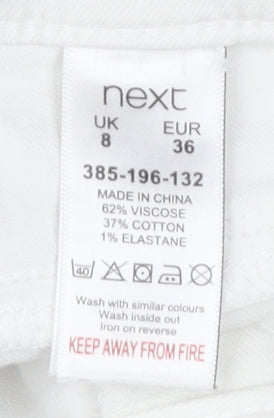 next
UK EUR
8 36
385-196-132
MADE IN CHINA
62% VISCOSE
37% COTTON
1% ELASTANE
40
Wash with similar colours
Wash inside out
Iron on reverse
KEEP AWAY FROM FIRE